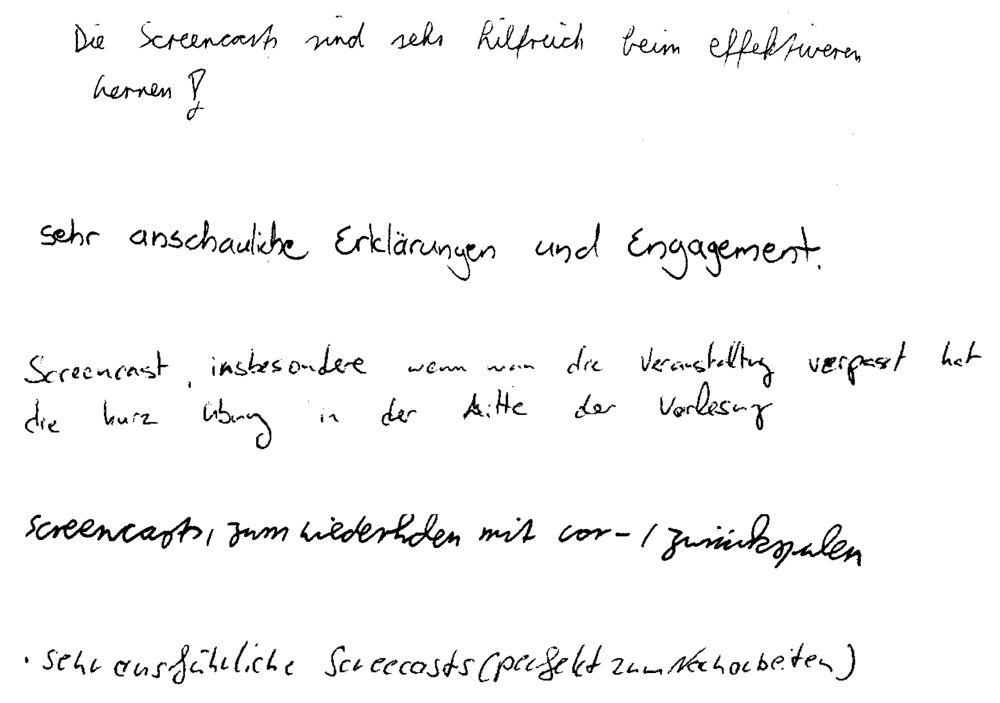 Die Screencasts sind sehr hilfreich beim effektiveren
Lernen!
sehr anschauliche Erklärungen und Engagement.
Screencast, insbesondere wenn man die Veranstaltung verpasst hat
die kurz Übung in der Mitte der Vorlesung
screencasts, zum wiederholen mit vor-/zurückspulen
· sehr ausführliche Screecasts (perfekt zum Nacharbeiten)